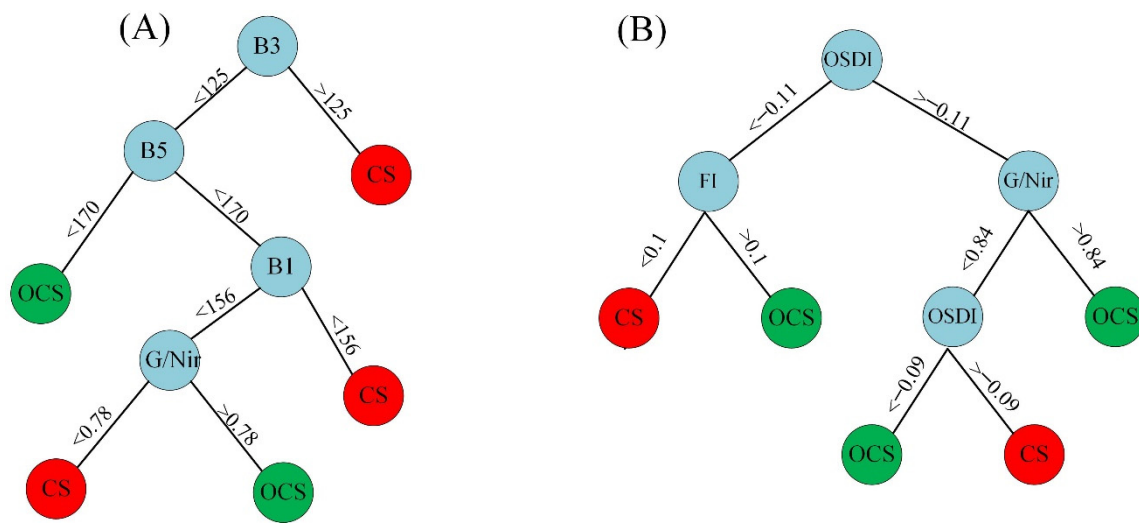 (A)
B3
<125
>125
B5
CS
<170
<170
OCS
B1
<156
<156
G/Nir
CS
<0.78
>0.78
CS
OCS
(B)
OSDI
<−0.11
>−0.11
FI
G/Nir
<0.1
>0.1
<0.84
>0.84
CS
OCS
OSDI
OCS
<−0.09
>−0.09
OCS
CS